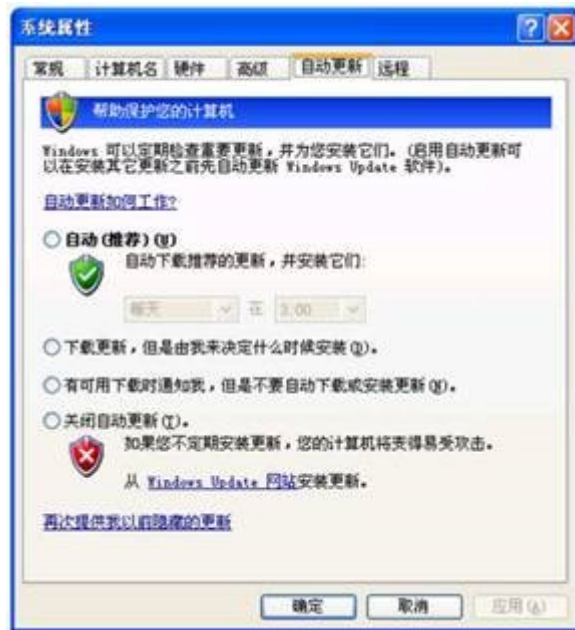 系统属性
常规 计算机名 硬件 高级 自动更新 远程
帮助保护您的计算机
Windows 可以定期检查重要更新，并为您安装它们。(启用自动更新可
以在安装其它更新之前先自动更新 Windows Update 软件)。
自动更新如何工作?
自动(推荐)(U)
自动下载推荐的更新，并安装它们:
每天 在 3:00
下载更新，但是由我来决定什么时候安装(D)。
有可用下载时通知我，但是不要自动下载或安装更新(N)。
关闭自动更新(T)。
如果您不定期安装更新，您的计算机将变得易受攻击。
从 Windows Update 网站安装更新。
再次提供我以前隐藏的更新
确定 取消 应用(A)